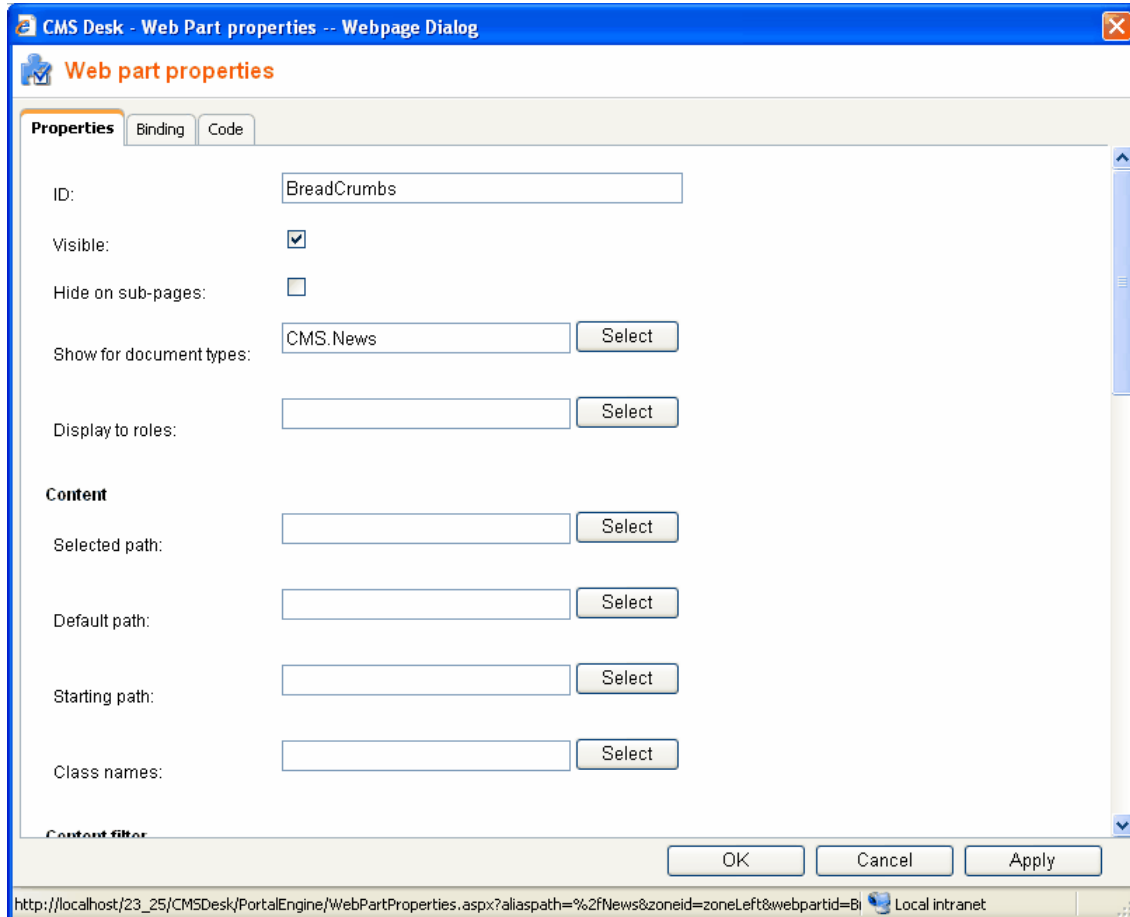 CMS Desk - Web Part properties -- Webpage Dialog
Web part properties
Properties Binding Code
ID: BreadCrumbs
Visible:
Hide on sub-pages:
Show for document types: CMS.News Select
Display to roles: Select
Content
Selected path: Select
Default path: Select
Starting path: Select
Class names: Select
Content filter
OK Cancel Apply
http://localhost/23_25/CMSDesk/PortalEngine/WebPartProperties.aspx?aliaspath=%2fNews&zoneid=zoneLeft&webpartid=B Local intranet